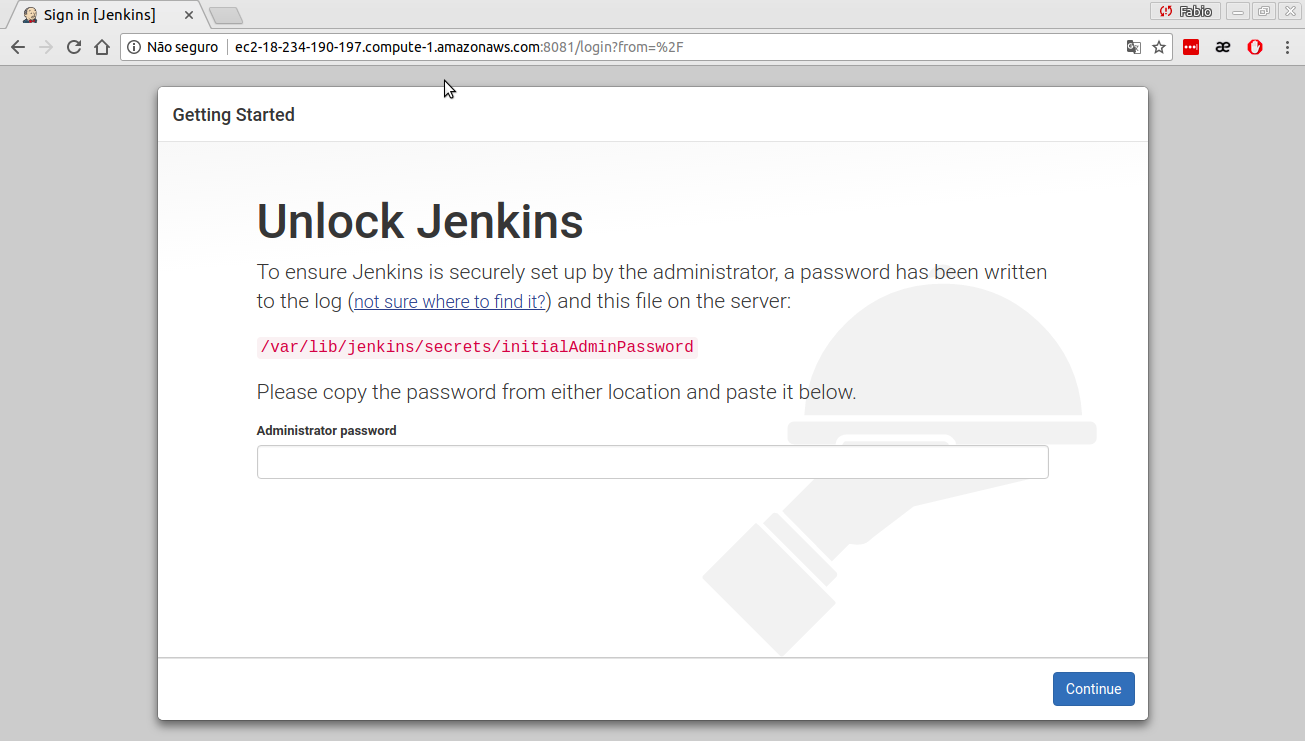 Sign in [Jenkins]
Fabio
Não seguro
ec2-18-234-190-197.compute-1.amazonaws.com:8081/login?from=%2F
æ
Getting Started
Unlock Jenkins
To ensure Jenkins is securely set up by the administrator, a password has been written
to the log (not sure where to find it?) and this file on the server:
/var/lib/jenkins/secrets/initialAdminPassword
Please copy the password from either location and paste it below.
Administrator password
Continue